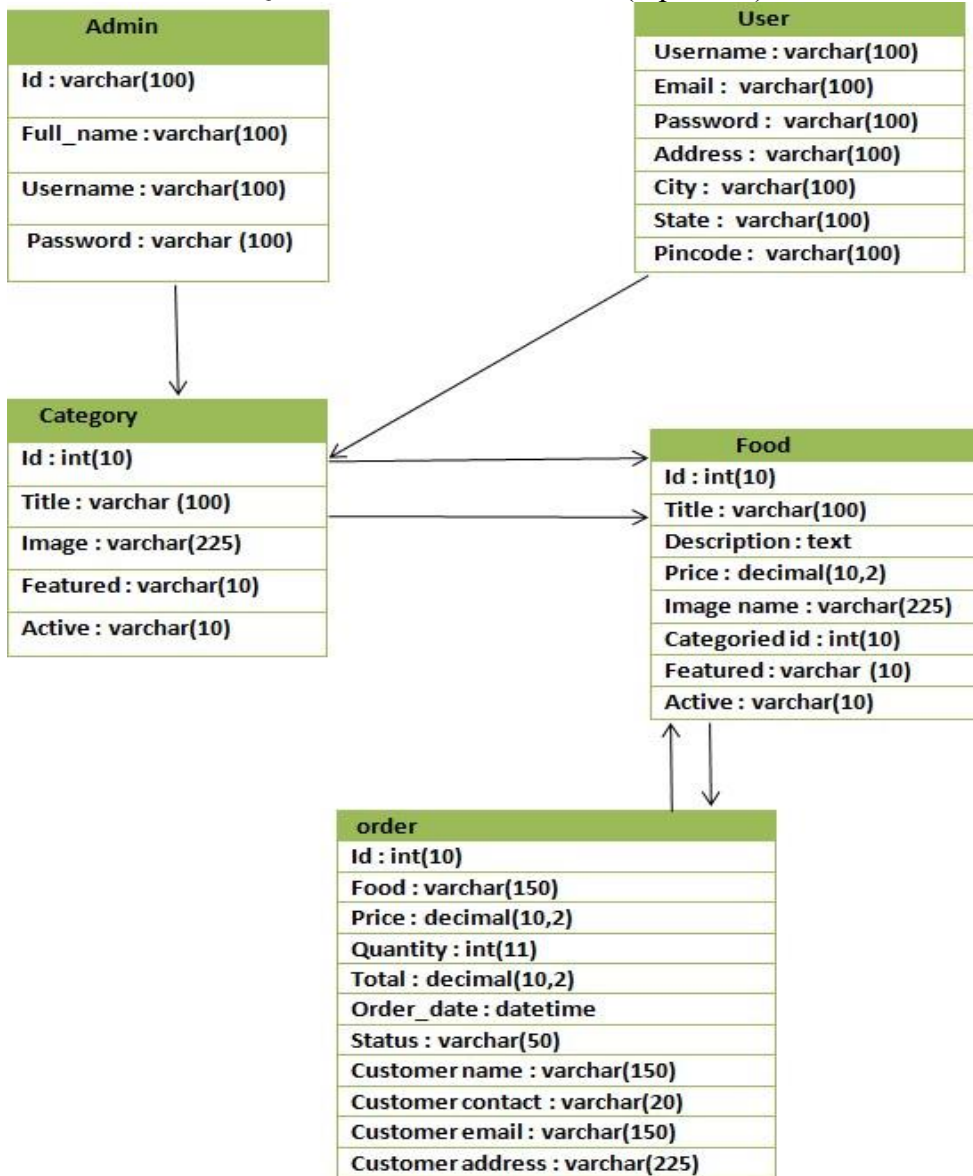 Admin
Id : varchar(100)
Full_name : varchar(100)
Username : varchar(100)
Password : varchar (100)
User
Username : varchar(100)
Email : varchar(100)
Password : varchar(100)
Address : varchar(100)
City : varchar(100)
State : varchar(100)
Pincode : varchar(100)
Category
Id : int(10)
Title : varchar (100)
Image : varchar(225)
Featured : varchar(10)
Active : varchar(10)
Food
Id : int(10)
Title : varchar(100)
Description : text
Price : decimal(10,2)
Image name : varchar(225)
Categoried id : int(10)
Featured : varchar (10)
Active : varchar(10)
order
Id : int(10)
Food : varchar(150)
Price : decimal(10,2)
Quantity : int(11)
Total : decimal(10,2)
Order_date : datetime
Status : varchar(50)
Customer name : varchar(150)
Customer contact : varchar(20)
Customer email : varchar(150)
Customer address : varchar(225)